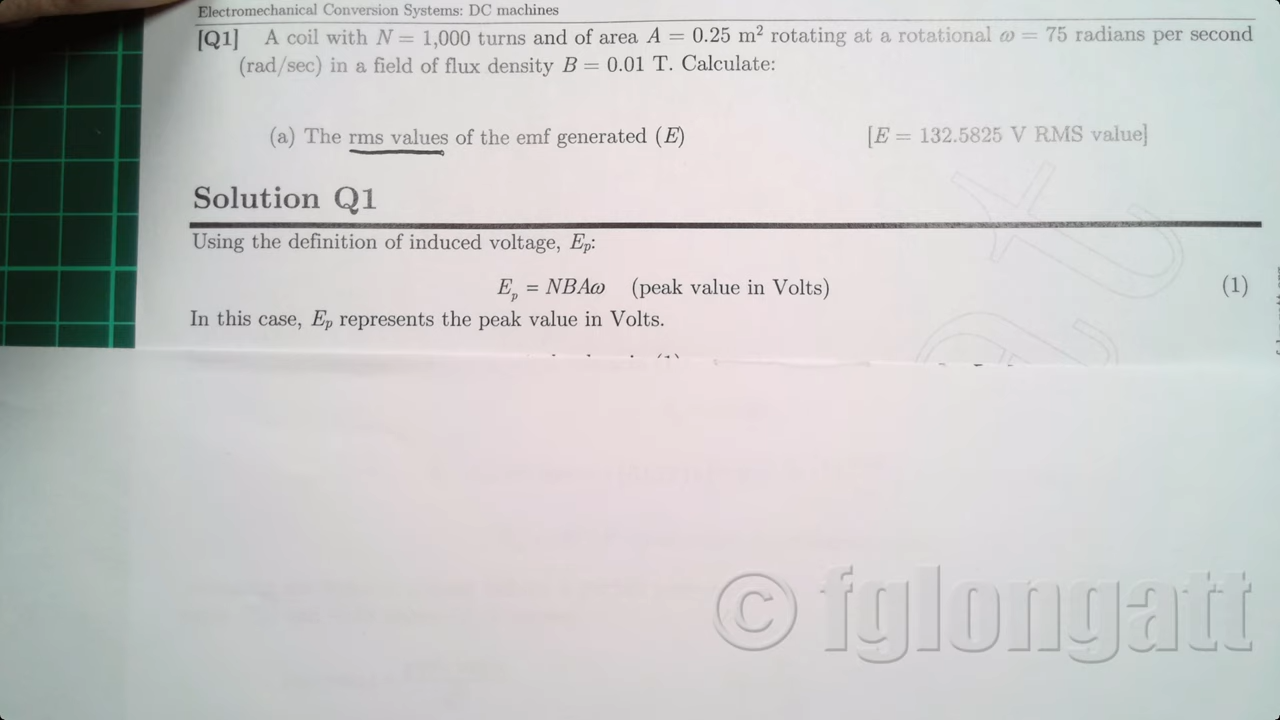 Electromechanical Conversion Systems: DC machines
[Q1] A coil with N = 1,000 turns and of area A = 0.25 m² rotating at a rotational ω = 75 radians per second
(rad/sec) in a field of flux density B = 0.01 T. Calculate:
(a) The rms values of the emf generated (E) [E = 132.5825 V RMS value]
Solution Q1
Using the definition of induced voltage, Eₚ:
Eₚ = NBAω (peak value in Volts) (1)
In this case, Eₚ represents the peak value in Volts.
© fglongatt